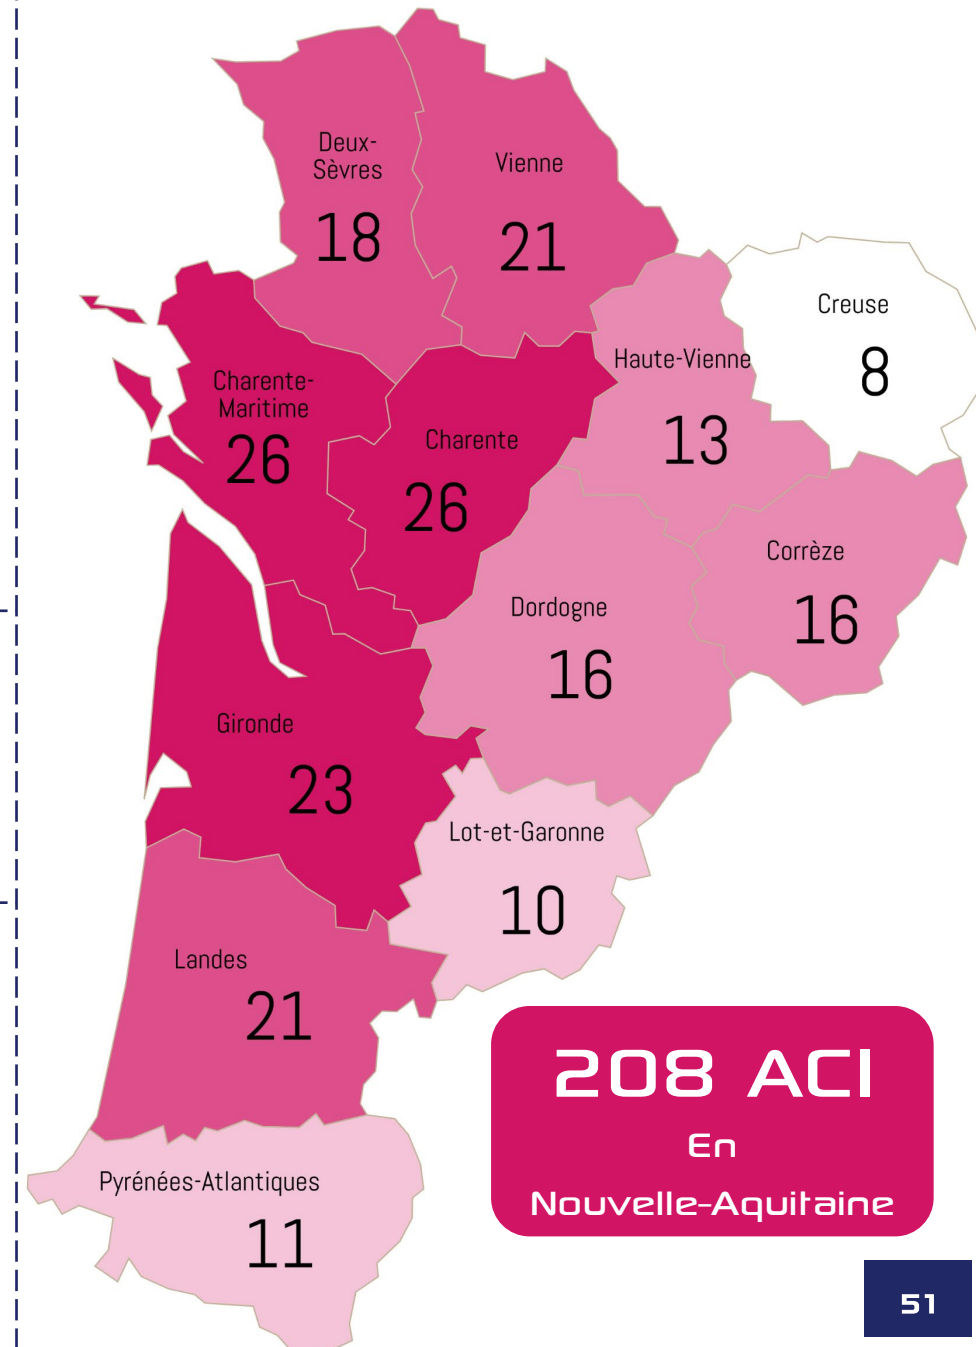 Deux-
Sèvres
18
Vienne
21
Creuse
8
Haute-Vienne
13
Charente-
Maritime
26
Charente
26
Corrèze
16
Dordogne
16
Gironde
23
Lot-et-Garonne
10
Landes
21
Pyrénées-Atlantiques
11
208 ACI
En
Nouvelle-Aquitaine
51